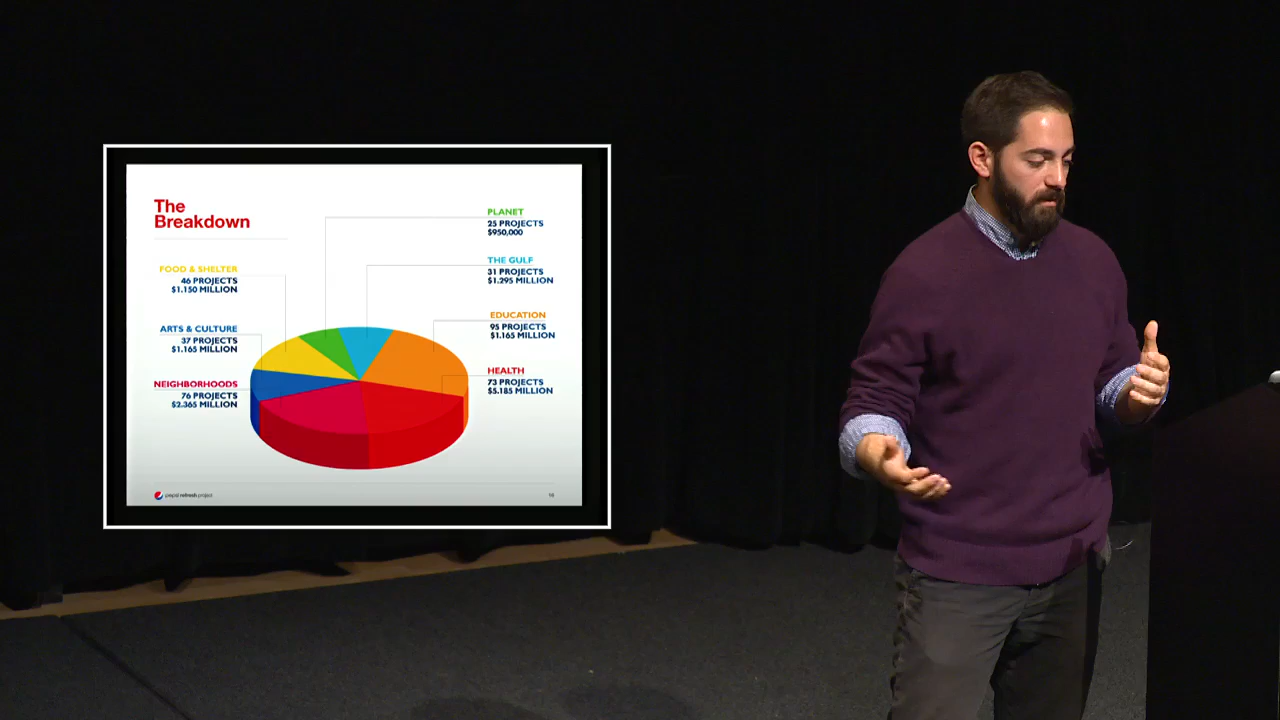 The
Breakdown
PLANET
25 PROJECTS
$950,000
THE GULF
31 PROJECTS
$1.295 MILLION
FOOD & SHELTER
46 PROJECTS
$1.150 MILLION
EDUCATION
95 PROJECTS
$1.165 MILLION
ARTS & CULTURE
37 PROJECTS
$1.165 MILLION
HEALTH
73 PROJECTS
$5.185 MILLION
NEIGHBORHOODS
76 PROJECTS
$2.365 MILLION
pepsi refresh project